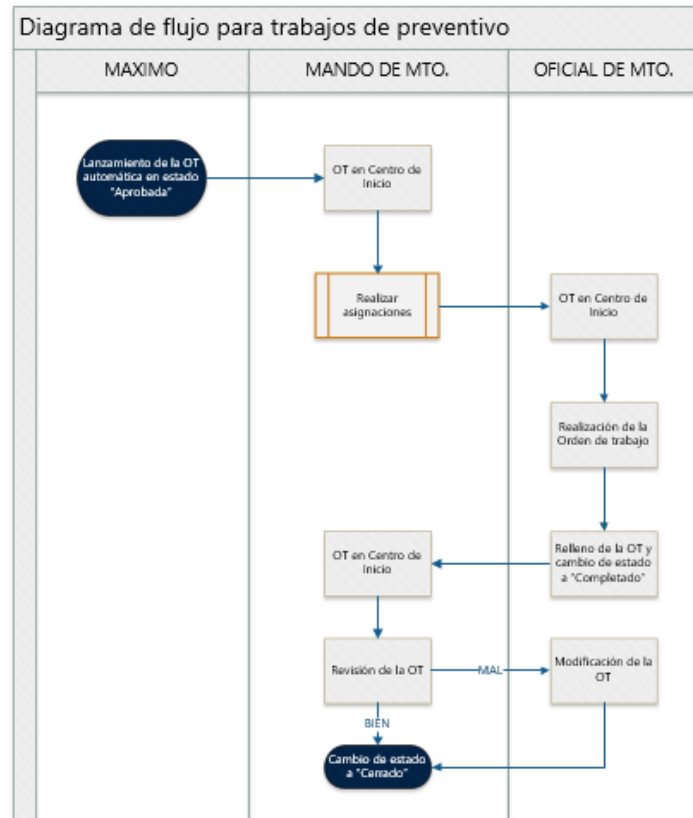 Diagrama de flujo para trabajos de preventivo
MAXIMO
MANDO DE MTO.
OFICIAL DE MTO.
Lanzamiento de la OT
automática en estado
"Aprobada"
OT en Centro de
Inicio
Realizar
asignaciones
OT en Centro de
Inicio
Realización de la
Orden de trabajo
OT en Centro de
Inicio
Relleno de la OT y
cambio de estado
a "Completado"
Revisión de la OT
MAL
Modificación de la
OT
BIEN
Cambio de estado
a "Cerrado"